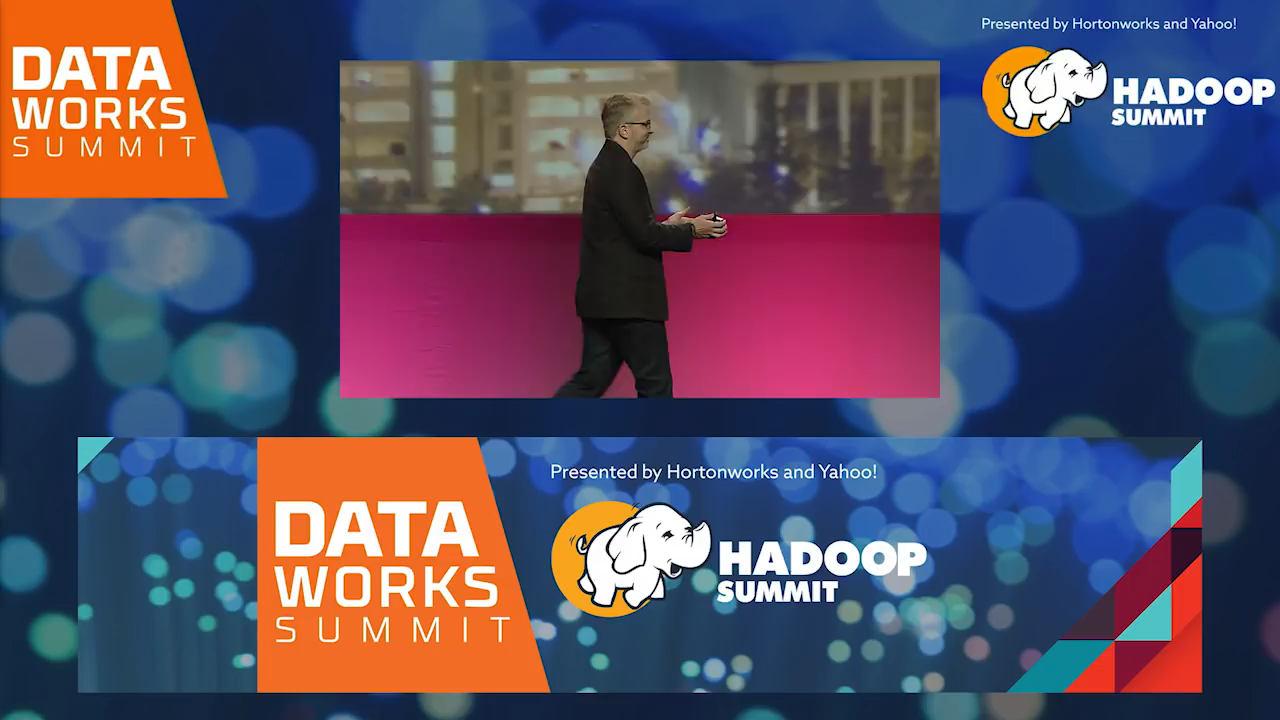 DATA
WORKS
SUMMIT
Presented by Hortonworks and Yahoo!
HADOOP
SUMMIT
DATA
WORKS
SUMMIT
Presented by Hortonworks and Yahoo!
HADOOP
SUMMIT